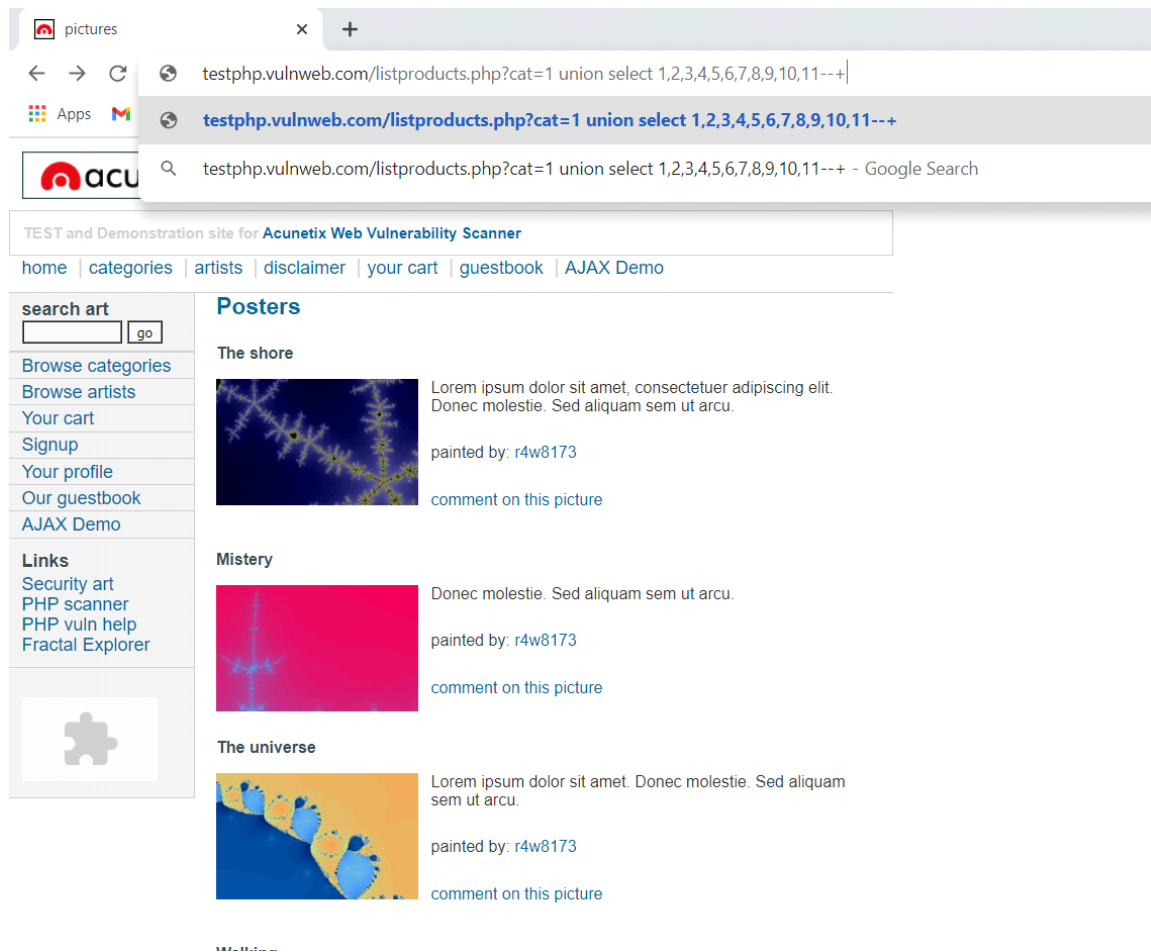 pictures
testphp.vulnweb.com/listproducts.php?cat=1 union select 1,2,3,4,5,6,7,8,9,10,11--+
Apps
testphp.vulnweb.com/listproducts.php?cat=1 union select 1,2,3,4,5,6,7,8,9,10,11--+
testphp.vulnweb.com/listproducts.php?cat=1 union select 1,2,3,4,5,6,7,8,9,10,11--+ - Google Search
acu
TEST and Demonstration site for Acunetix Web Vulnerability Scanner
home | categories | artists | disclaimer | your cart | guestbook | AJAX Demo
search art
go
Browse categories
Browse artists
Your cart
Signup
Your profile
Our guestbook
AJAX Demo
Links
Security art
PHP scanner
PHP vuln help
Fractal Explorer
Posters
The shore
Lorem ipsum dolor sit amet, consectetuer adipiscing elit.
Donec molestie. Sed aliquam sem ut arcu.
painted by: r4w8173
comment on this picture
Mistery
Donec molestie. Sed aliquam sem ut arcu.
painted by: r4w8173
comment on this picture
The universe
Lorem ipsum dolor sit amet. Donec molestie. Sed aliquam
sem ut arcu.
painted by: r4w8173
comment on this picture